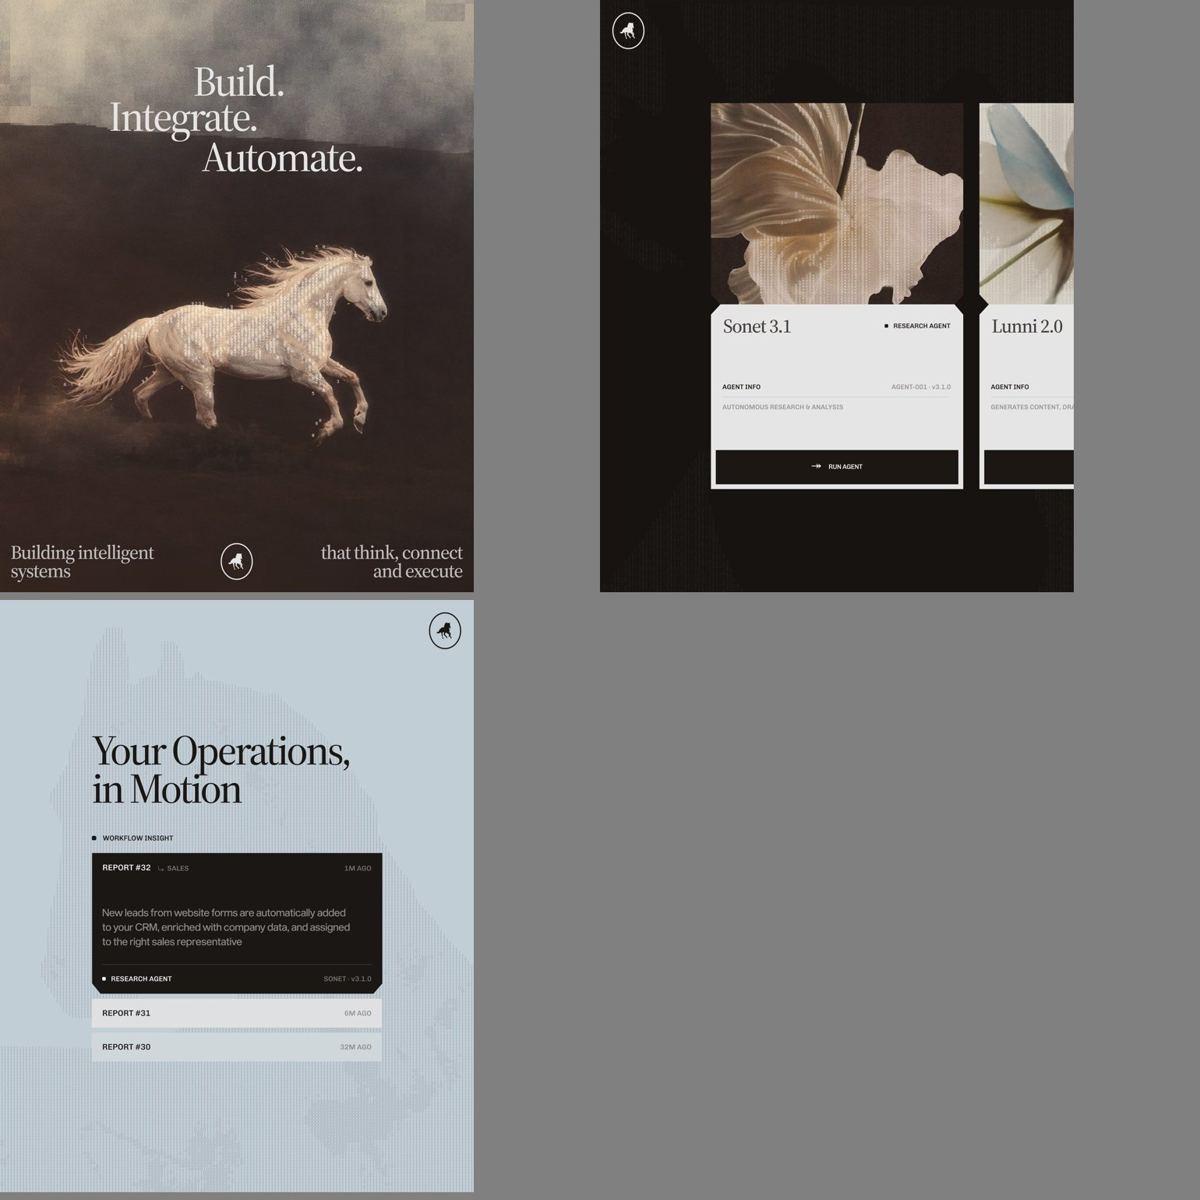 Build.
Integrate.
Automate.
Building intelligent
systems
that think, connect
and execute
Sonet 3.1
RESEARCH AGENT
AGENT INFO
AGENT-001 · v3.1.0
AUTONOMOUS RESEARCH & ANALYSIS
RUN AGENT
Lunni 2.0
AGENT INFO
GENERATES CONTENT,
Your Operations,
in Motion
WORKFLOW INSIGHT
REPORT #32
SALES
1M AGO
New leads from website forms are automatically added
to your CRM, enriched with company data, and assigned
to the right sales representative
RESEARCH AGENT
SONET · v3.1.0
REPORT #31
6M AGO
REPORT #30
32M AGO